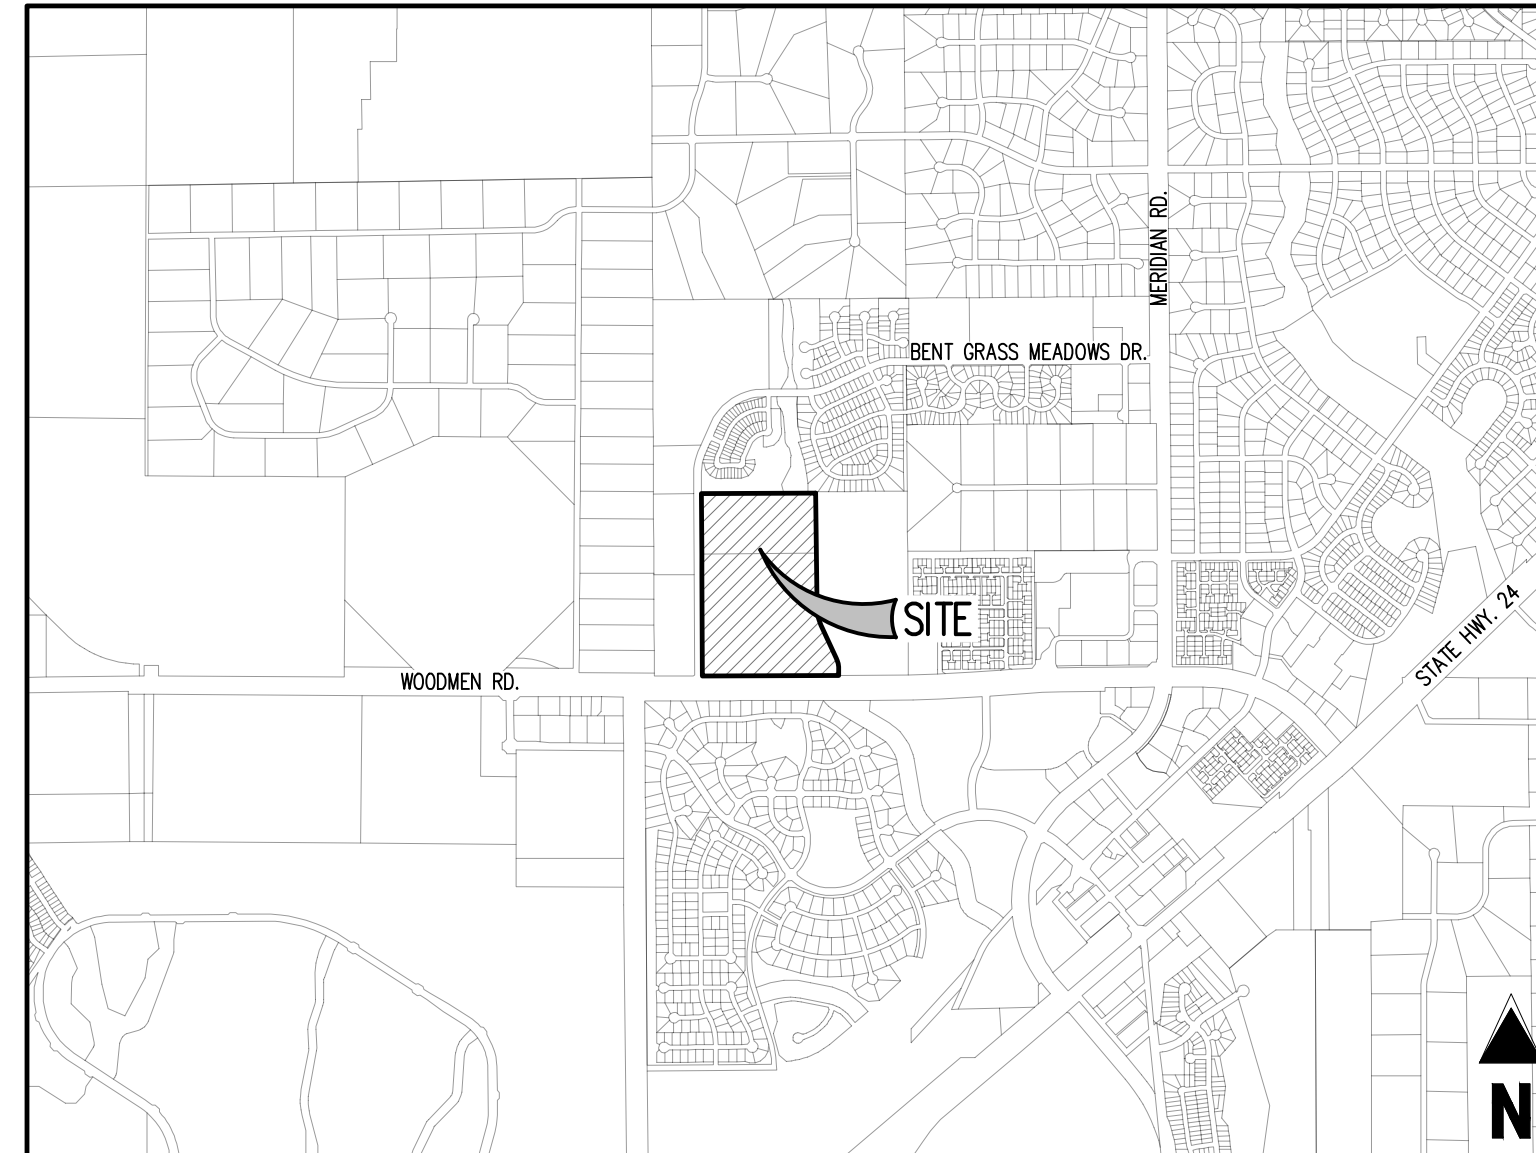 MERIDIAN RD.
BENT GRASS MEADOWS DR.
SITE
STATE HWY. 24
WOODMEN RD.
N